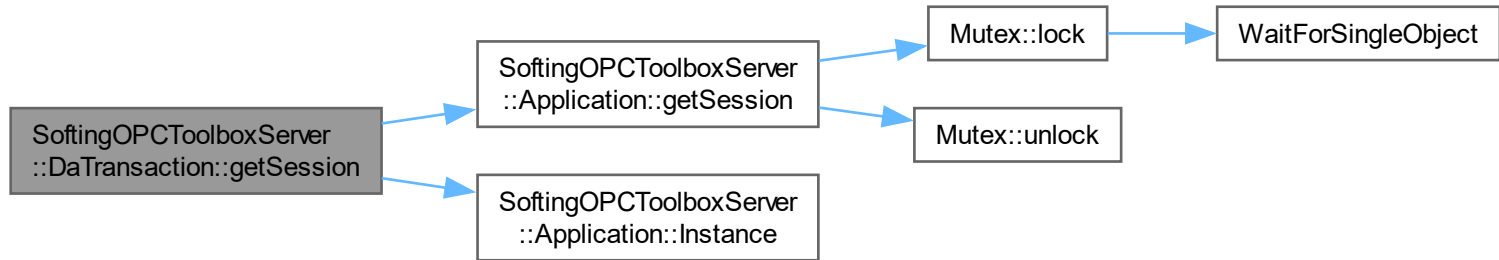 SoftingOPCToolboxServer
::DaTransaction::getSession
SoftingOPCToolboxServer
::Application::getSession
Mutex::lock
WaitForSingleObject
Mutex::unlock
SoftingOPCToolboxServer
::Application::Instance